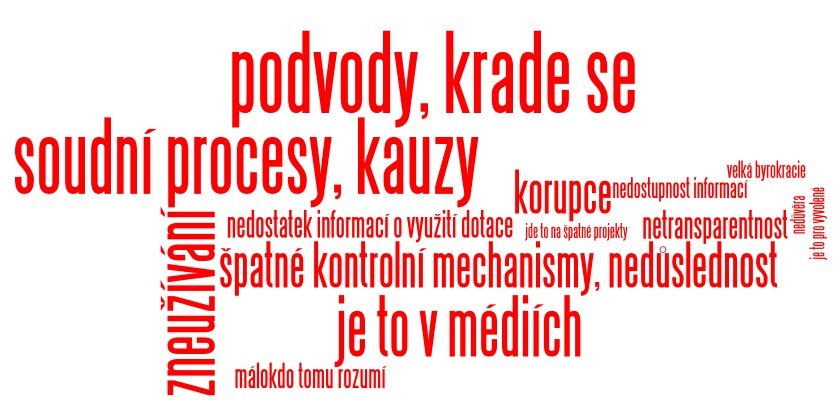 podvody, krade se
soudní procesy, kauzy
velká byrokracie
korupce
nedostupnost informací
nedůvěra
je to pro vyvolené
zneužívání
nedostatek informací o využití dotace
jde to na špatné projekty
netransparentnost
špatné kontrolní mechanismy, nedůslednost
je to v médiích
málokdo tomu rozumí